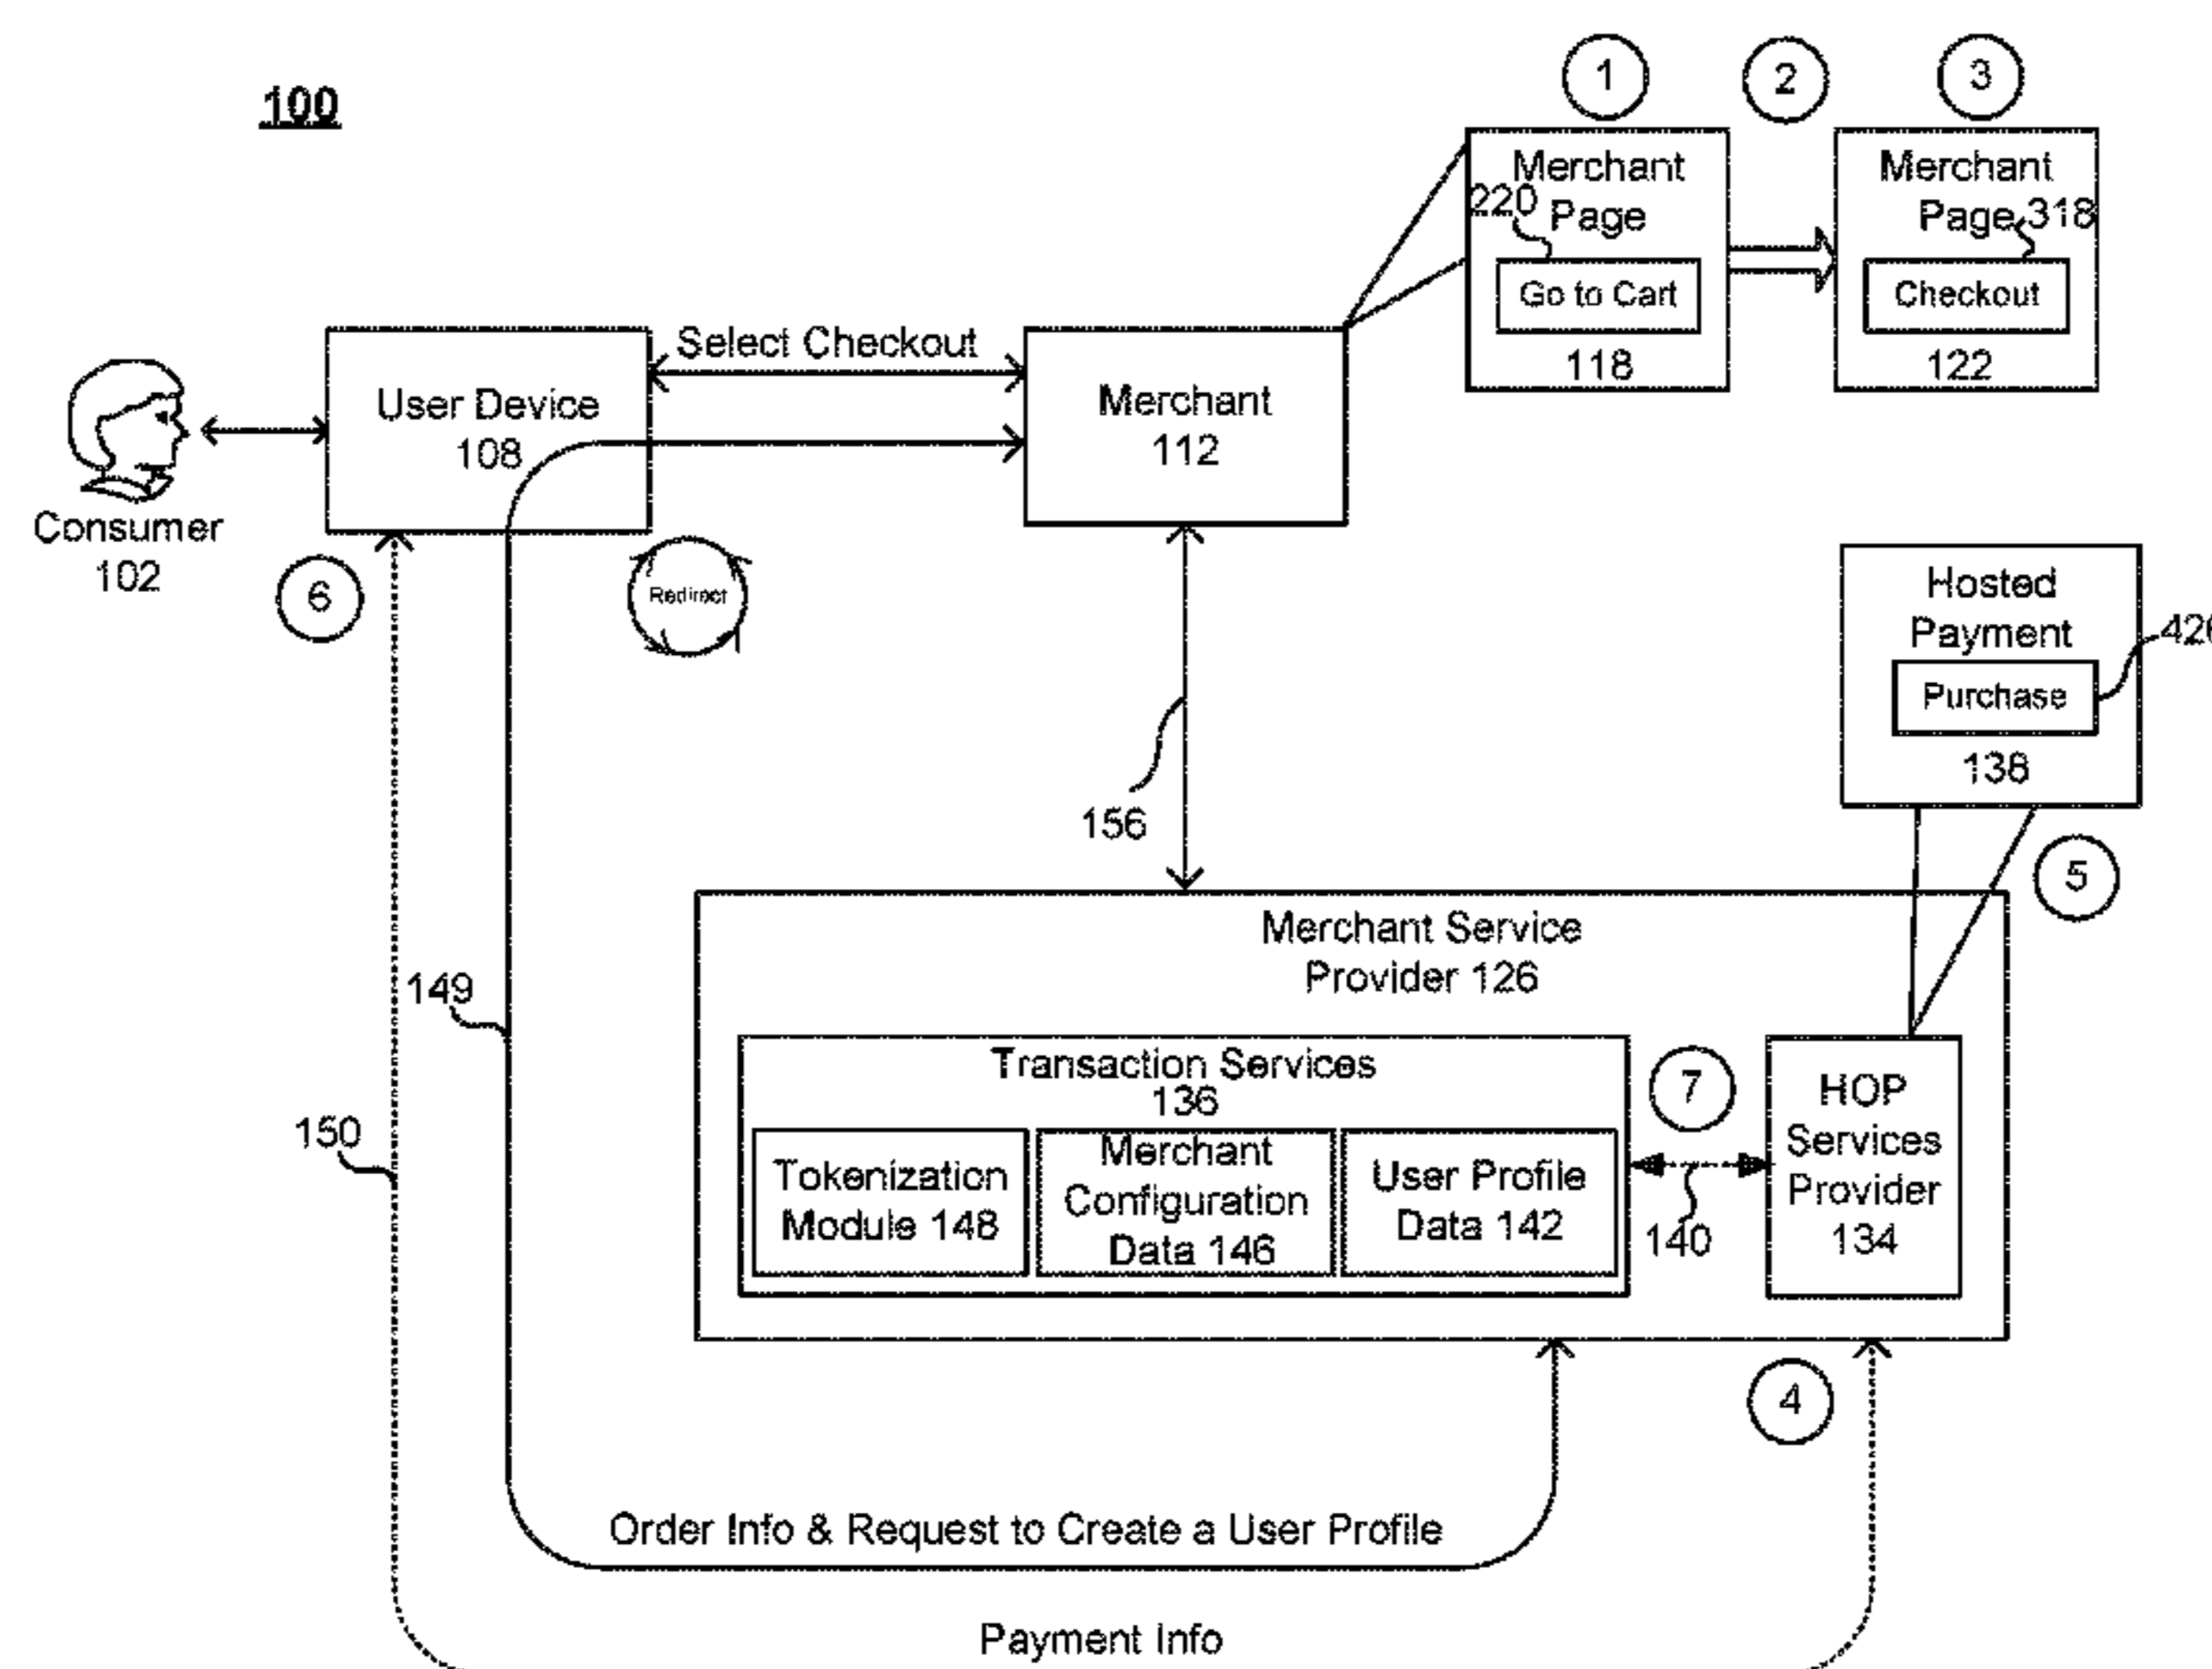 100
1
2
3
Merchant
Page
220
Go to Cart
118
Merchant
Page
318
Checkout
122
Select Checkout
User Device
108
Merchant
112
Consumer
102
6
Redirect
Hosted
Payment
Purchase
138
5
156
149
150
Merchant Service
Provider 126
Transaction Services
136
Tokenization
Module 148
Merchant
Configuration
Data 146
User Profile
Data 142
7
140
HOP
Services
Provider
134
4
Order Info & Request to Create a User Profile
Payment Info